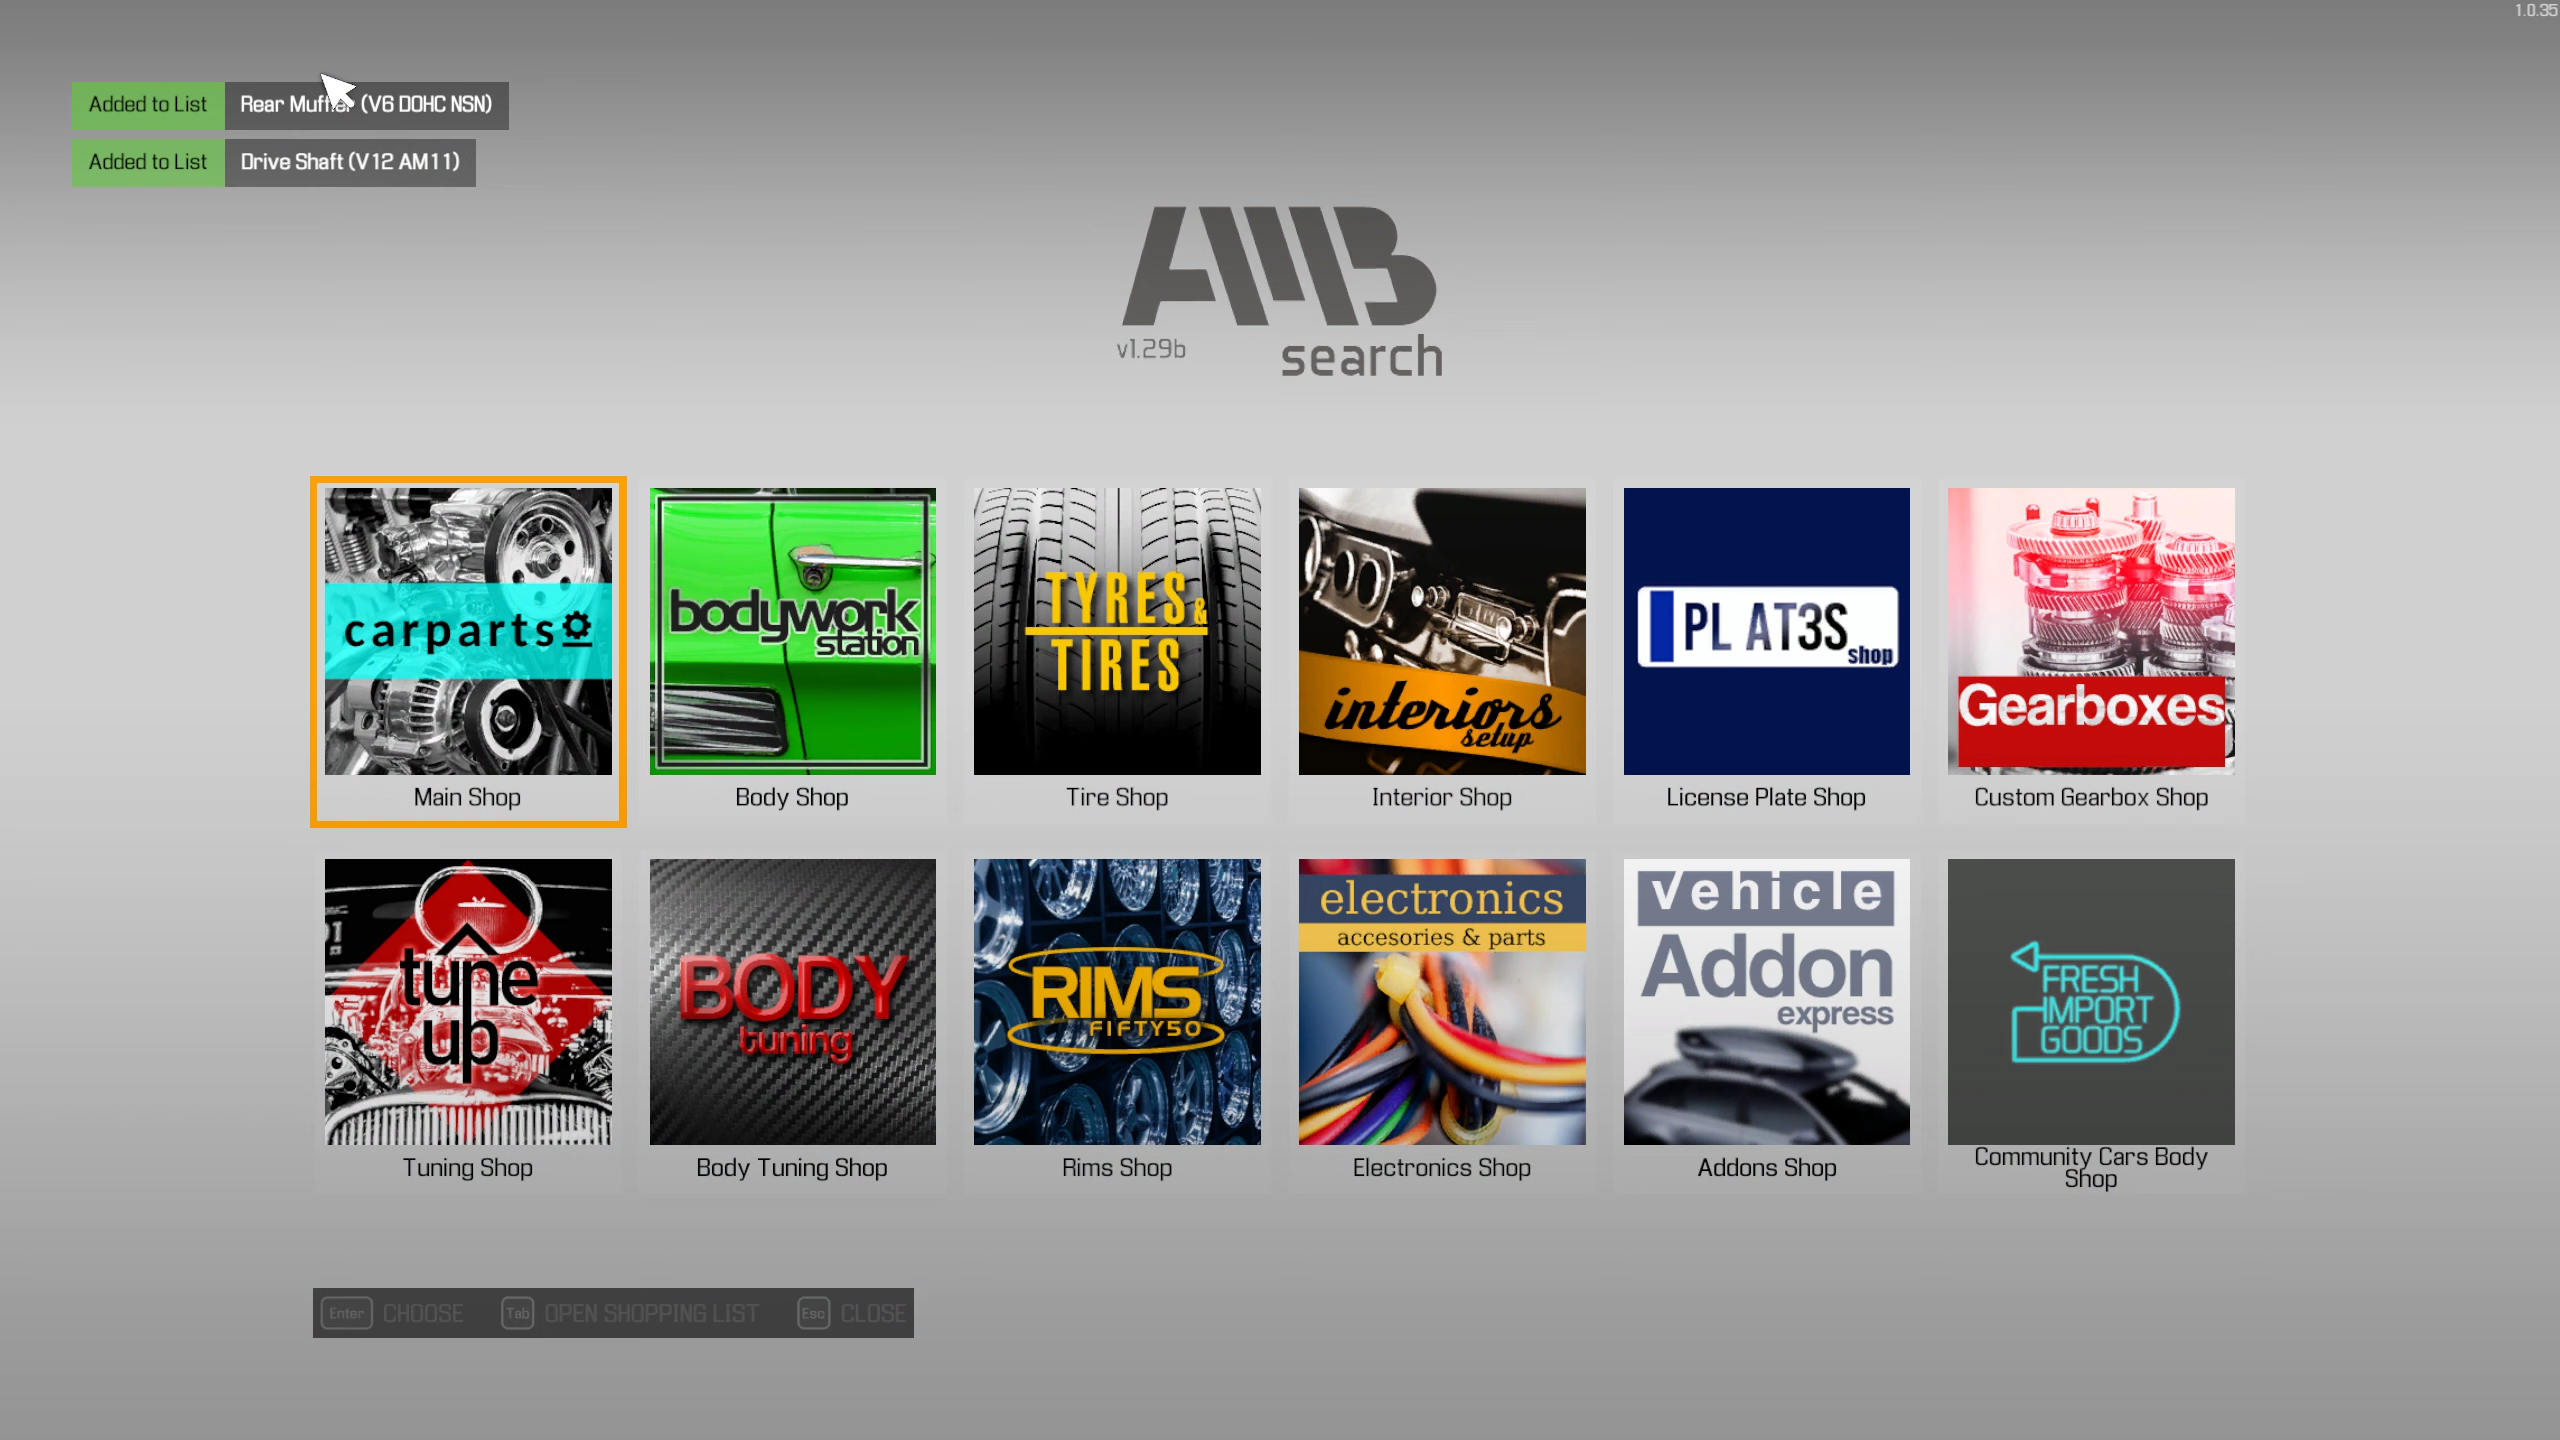 1.0.35
Added to List Rear Muffler (V6 DOHC NSN)
Added to List Drive Shaft (V12 AM11)
AMB
v1.29b
search
carparts
bodywork
station
TYRES &
TIRES
interiors
setup
PL AT3S
shop
Gearboxes
Main Shop
Body Shop
Tire Shop
Interior Shop
License Plate Shop
Custom Gearbox Shop
tune
up
BODY
tuning
RIMS
FIFTY50
electronics
accesories & parts
vehicle
Addon
express
FRESH
IMPORT
GOODS
Tuning Shop
Body Tuning Shop
Rims Shop
Electronics Shop
Addons Shop
Community Cars Body
Shop
Enter CHOOSE Tab OPEN SHOPPING LIST Esc CLOSE